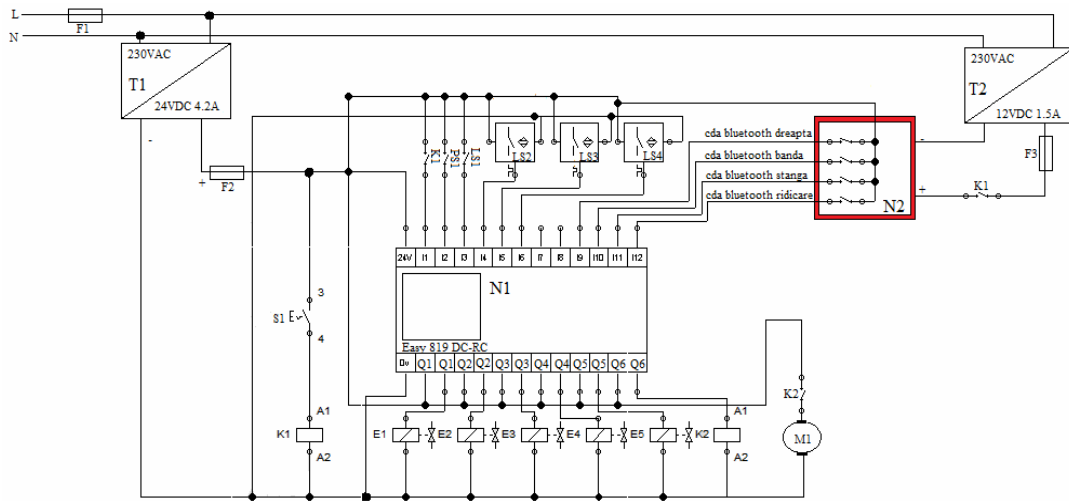 L
F1
N
230VAC
T1
24VDC 4.2A
-
+
F2
230VAC
T2
12VDC 1.5A
-
+
F3
K1
K1
PS1
LS1
LS2
LS3
LS4
cda bluetooth dreapta
cda bluetooth banda
cda bluetooth stanga
cda bluetooth ridicare
N2
24V I1 I2 I3 I4 I5 I6 I7 I8 I9 I10 I11 I12
N1
Easy 819 DC-RC
0v Q1 Q1 Q2 Q2 Q3 Q3 Q4 Q4 Q5 Q5 Q6 Q6
3
S1
4
K2
A1
K1
A2
E1 E2 E3 E4 E5 K2
A1
A2
M1